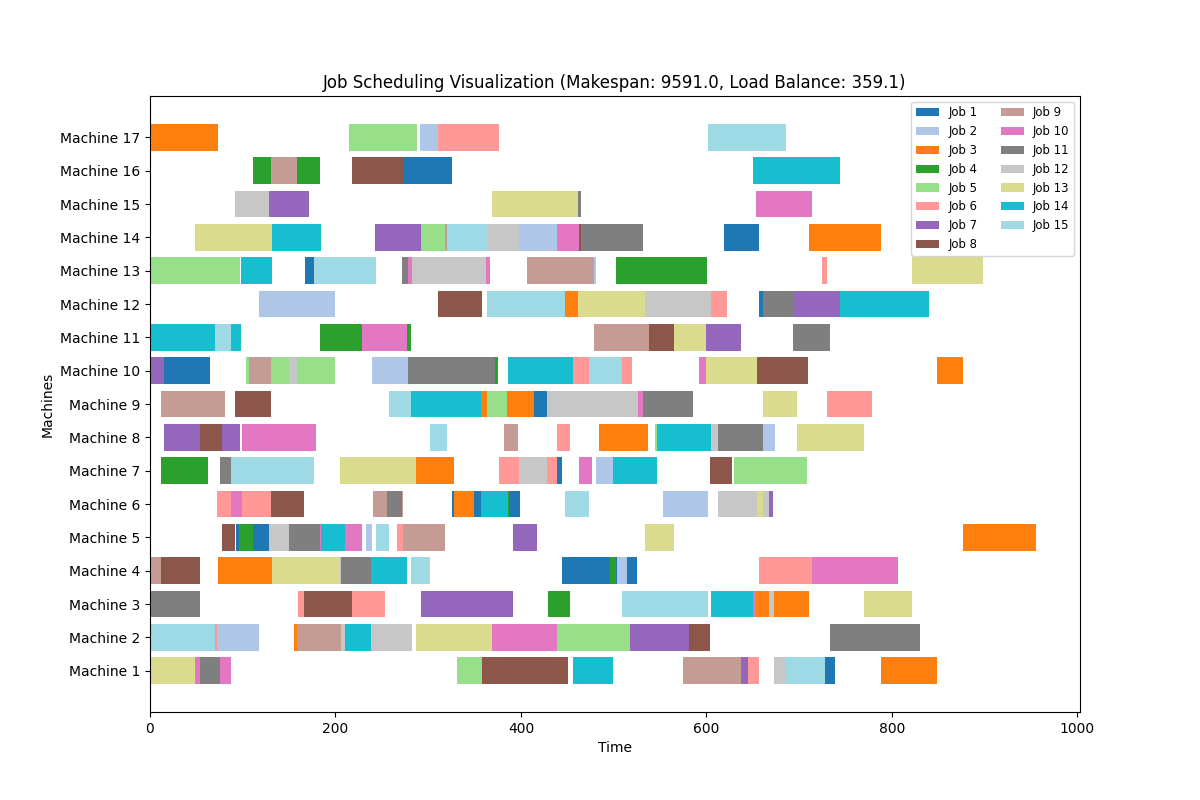 Job Scheduling Visualization (Makespan: 9591.0, Load Balance: 359.1)
Machine 17
Machine 16
Machine 15
Machine 14
Machine 13
Machine 12
Machine 11
Machine 10
Machine 9
Machine 8
Machine 7
Machine 6
Machine 5
Machine 4
Machine 3
Machine 2
Machine 1
Machines
0 200 400 600 800 1000
Time
Job 1
Job 2
Job 3
Job 4
Job 5
Job 6
Job 7
Job 8
Job 9
Job 10
Job 11
Job 12
Job 13
Job 14
Job 15